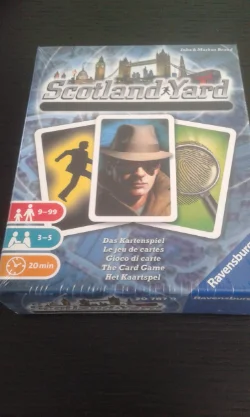 Scotland Yard
9-99
3-5
20 min
Das Kartenspiel
Le jeu de cartes
Gioco di carte
The Card Game
Het Kaartspel
Ravensburger